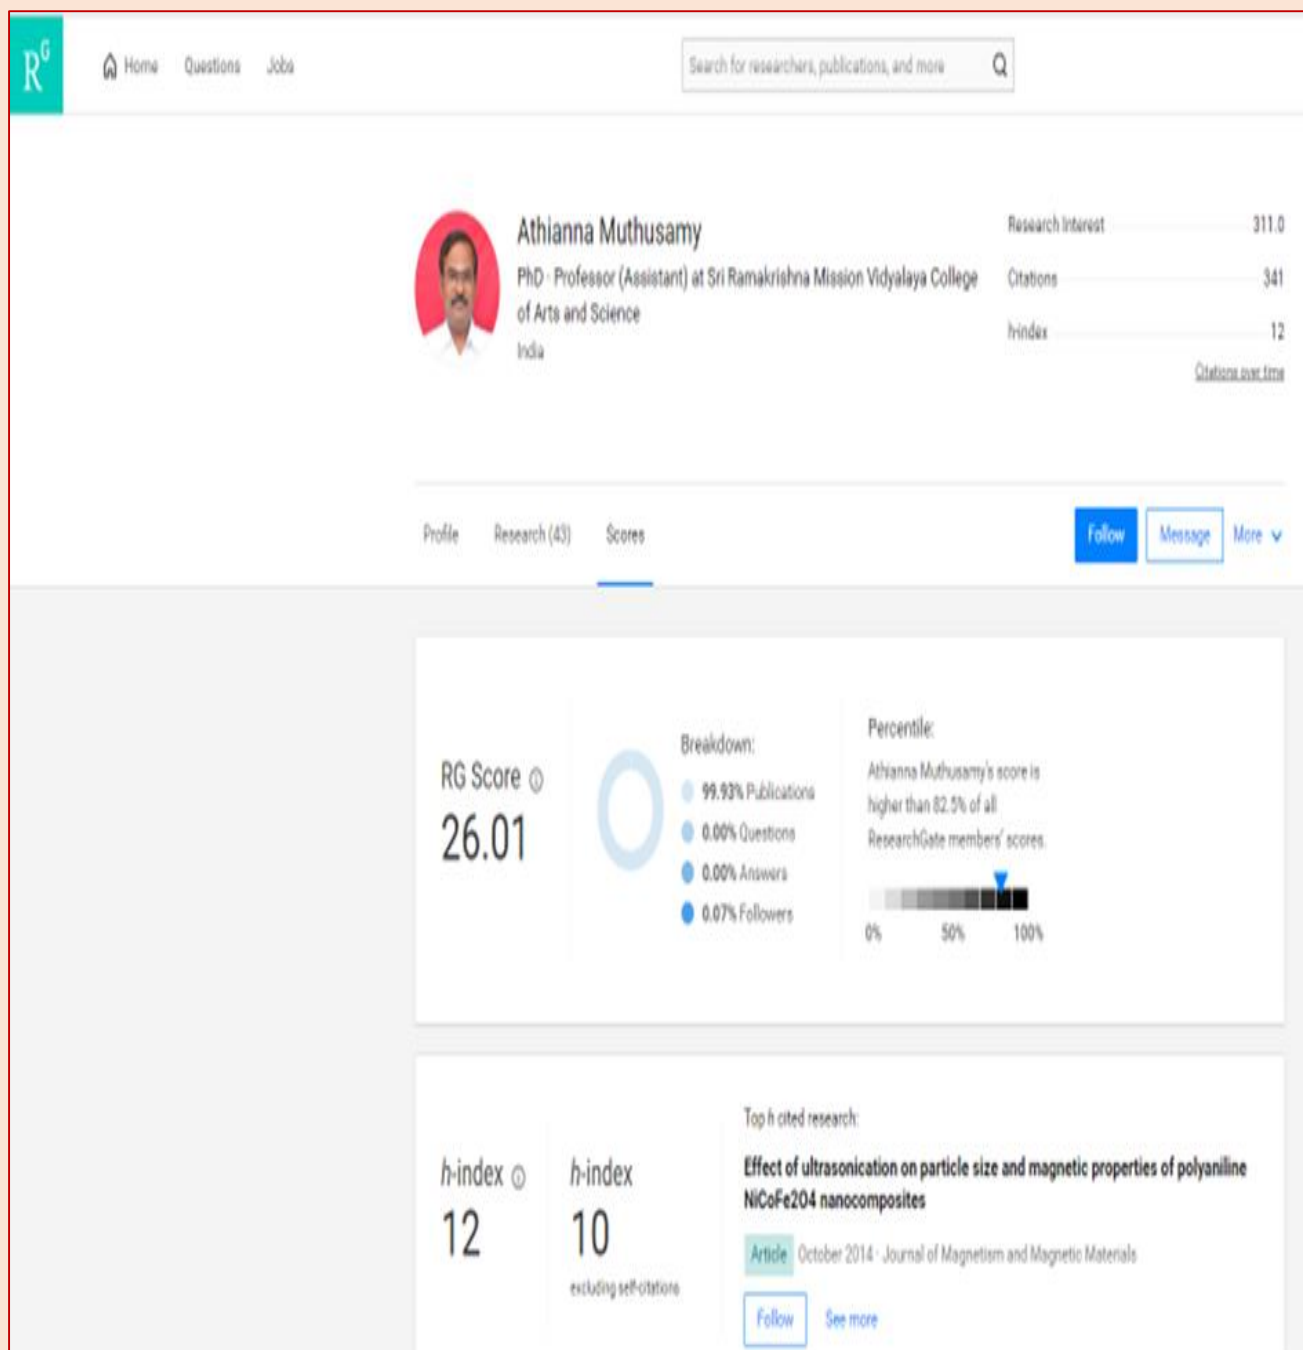 RG
Home Questions Jobs
Search for researchers, publications, and more
Athianna Muthusamy
PhD · Professor (Assistant) at Sri Ramakrishna Mission Vidyalaya College
of Arts and Science
India
Research Interest 311.0
Citations 341
h-index 12
Citations over time
Profile Research (43) Scores
Follow Message More
RG Score
26.01
Breakdown:
99.93% Publications
0.00% Questions
0.00% Answers
0.07% Followers
Percentile:
Athianna Muthusamy's score is
higher than 82.5% of all
ResearchGate members' scores.
0% 50% 100%
h-index
12
h-index
10
excluding self-citations
Top h cited research:
Effect of ultrasonication on particle size and magnetic properties of polyaniline
NiCoFe2O4 nanocomposites
Article October 2014 · Journal of Magnetism and Magnetic Materials
Follow See more